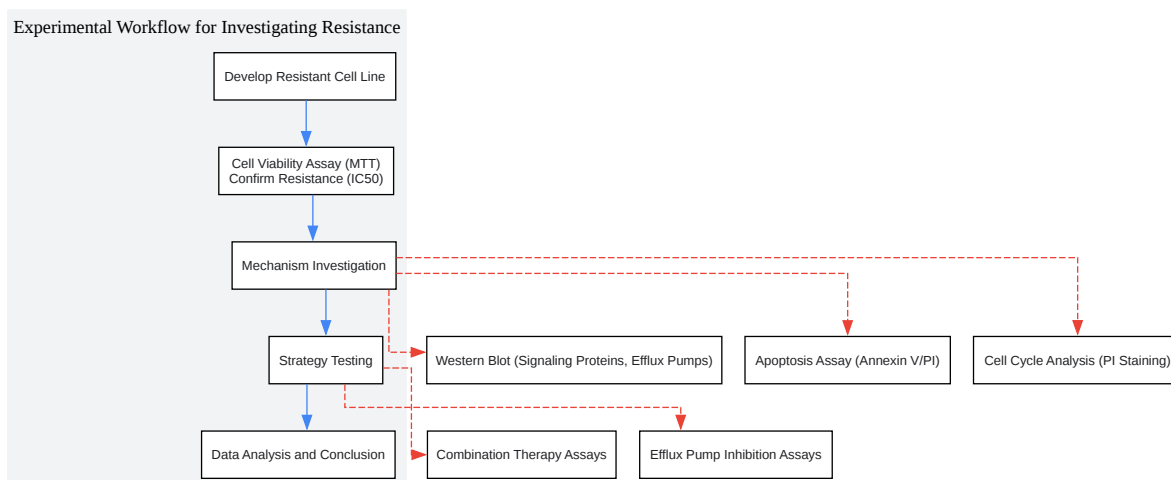 Experimental Workflow for Investigating Resistance
Develop Resistant Cell Line
Cell Viability Assay (MTT)
Confirm Resistance (IC50)
Mechanism Investigation
Strategy Testing
Western Blot (Signaling Proteins, Efflux Pumps)
Apoptosis Assay (Annexin V/PI)
Cell Cycle Analysis (PI Staining)
Data Analysis and Conclusion
Combination Therapy Assays
Efflux Pump Inhibition Assays